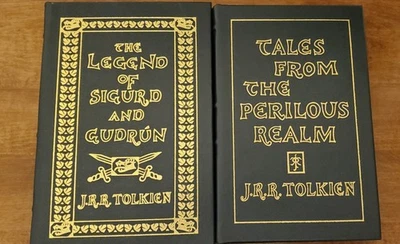 THE
LEGEND
OF
SIGURD
AND
GUDRÚN
J.R.R. TOLKIEN
TALES
FROM
THE
PERILOUS
REALM
J.R.R. TOLKIEN